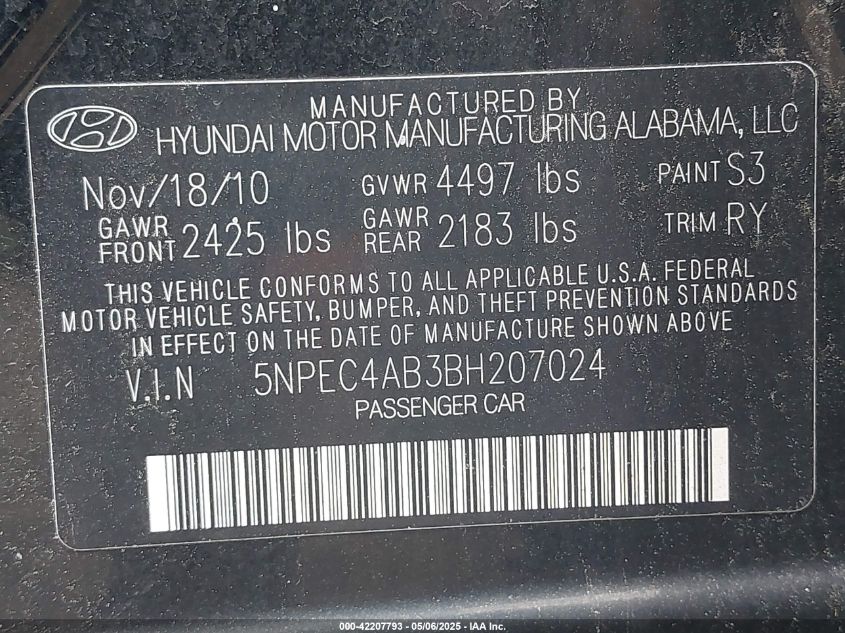 MANUFACTURED BY
HYUNDAI MOTOR MANUFACTURING ALABAMA, LLC
Nov/18/10 GVWR 4497 lbs PAINT S3
GAWR FRONT 2425 lbs GAWR REAR 2183 lbs TRIM RY
THIS VEHICLE CONFORMS TO ALL APPLICABLE U.S.A. FEDERAL
MOTOR VEHICLE SAFETY, BUMPER, AND THEFT PREVENTION STANDARDS
IN EFFECT ON THE DATE OF MANUFACTURE SHOWN ABOVE
V.I.N 5NPEC4AB3BH207024
PASSENGER CAR
000-42207793 - 05/06/2025 - IAA Inc.